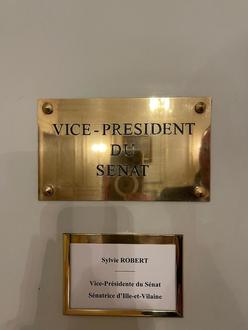 VICE-PRESIDENT
DU
SENAT
Sylvie ROBERT
Vice-Présidente du Sénat
Sénatrice d'Ille-et-Vilaine